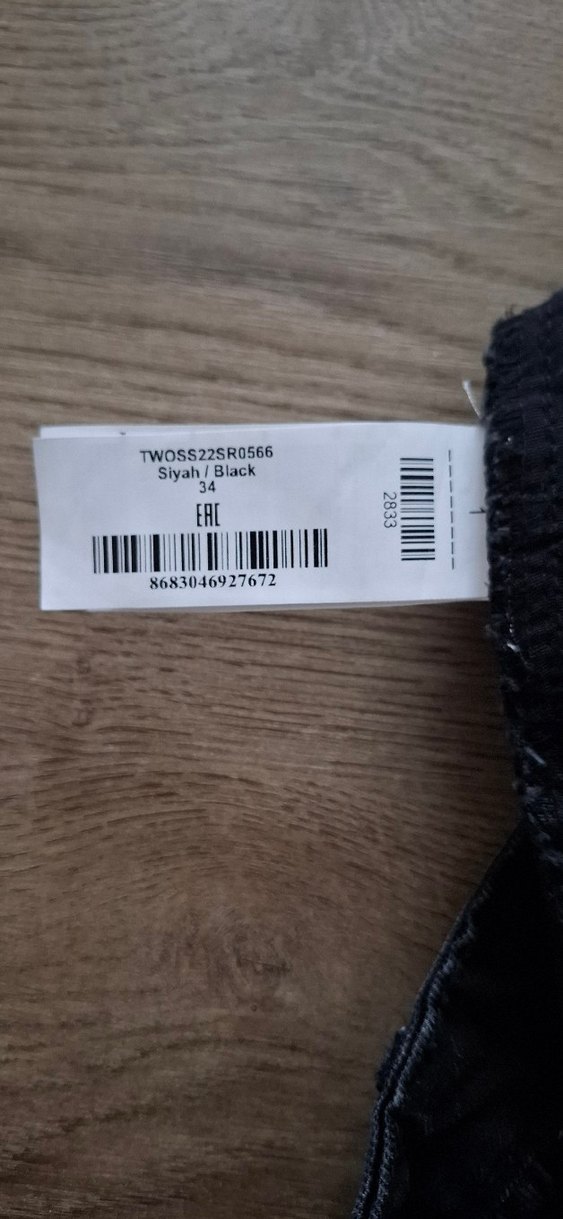 TWOSS22SR0566
Siyah / Black
34
EAC
8683046927672
2833